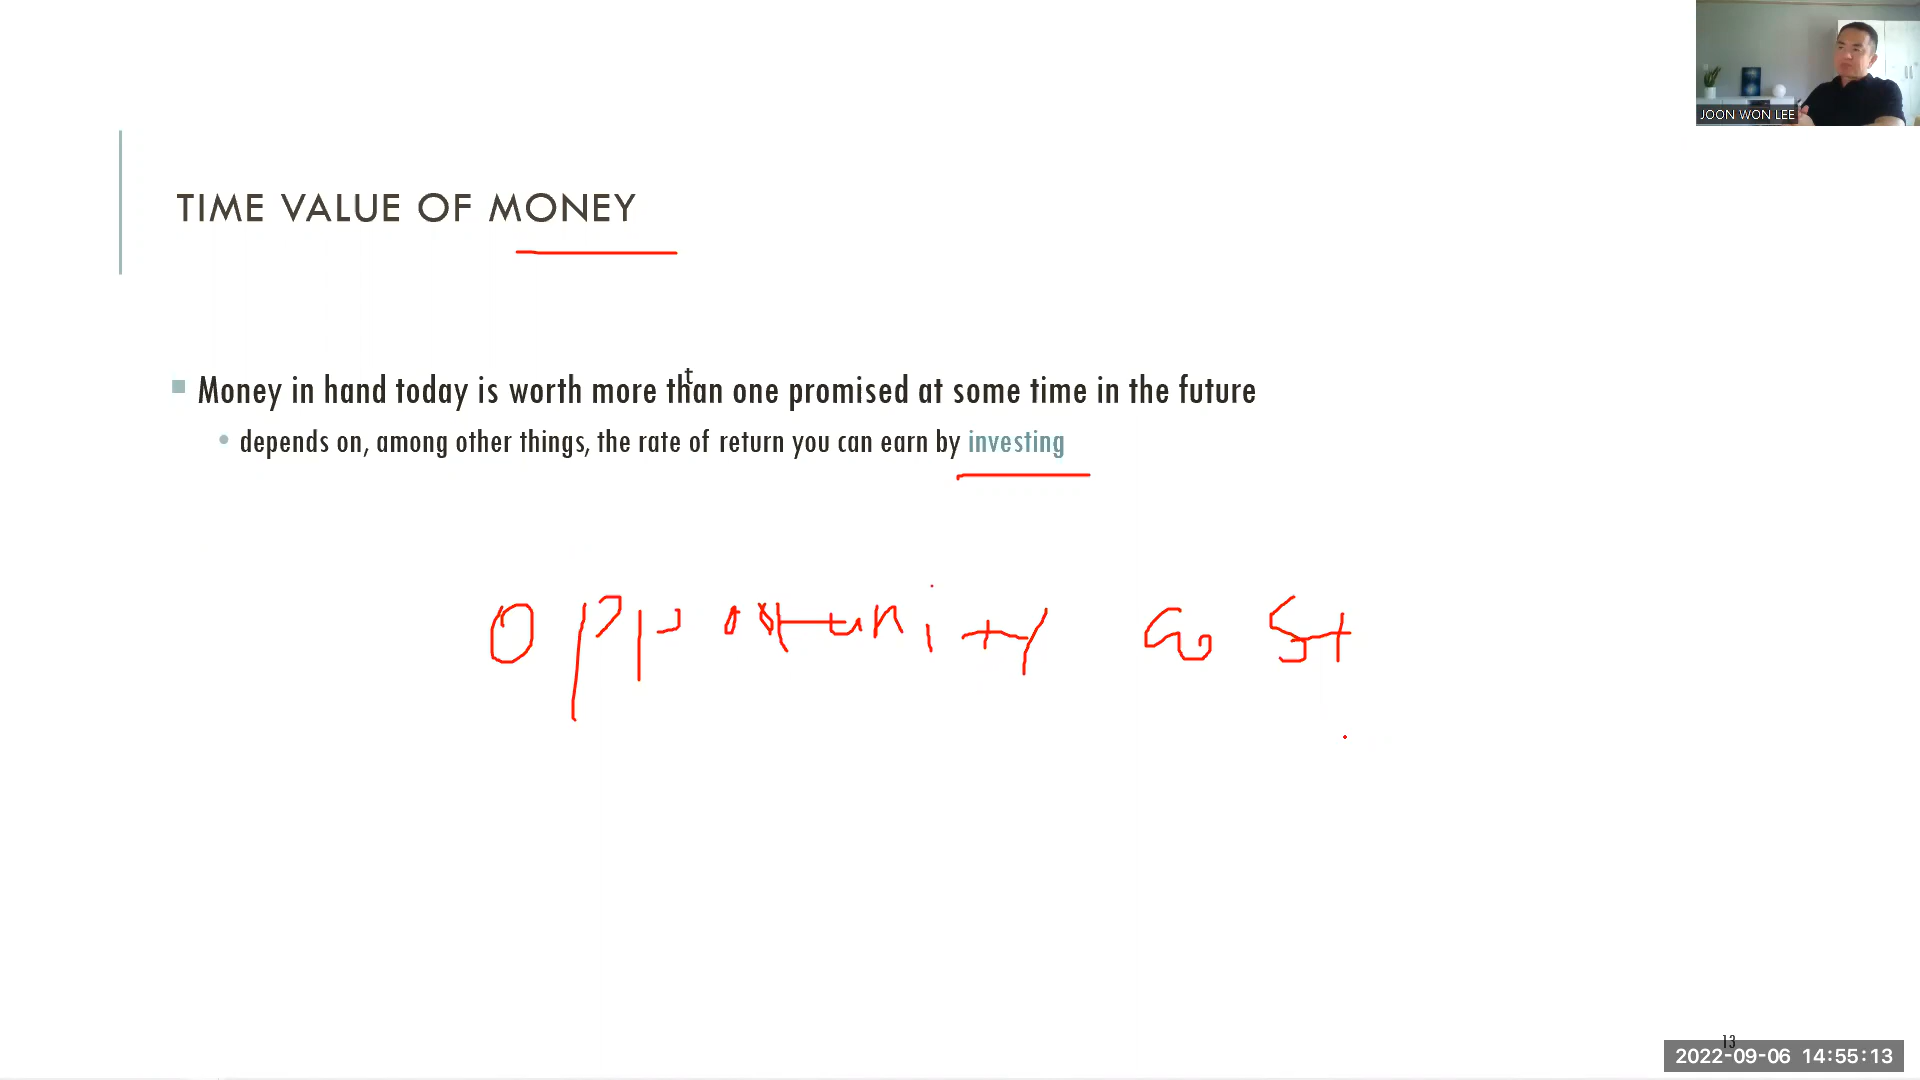 JOON WON LEE
TIME VALUE OF MONEY
t
Money in hand today is worth more than one promised at some time in the future
depends on, among other things, the rate of return you can earn by investing
Opportunity Cost
13
2022-09-06 14:55:13